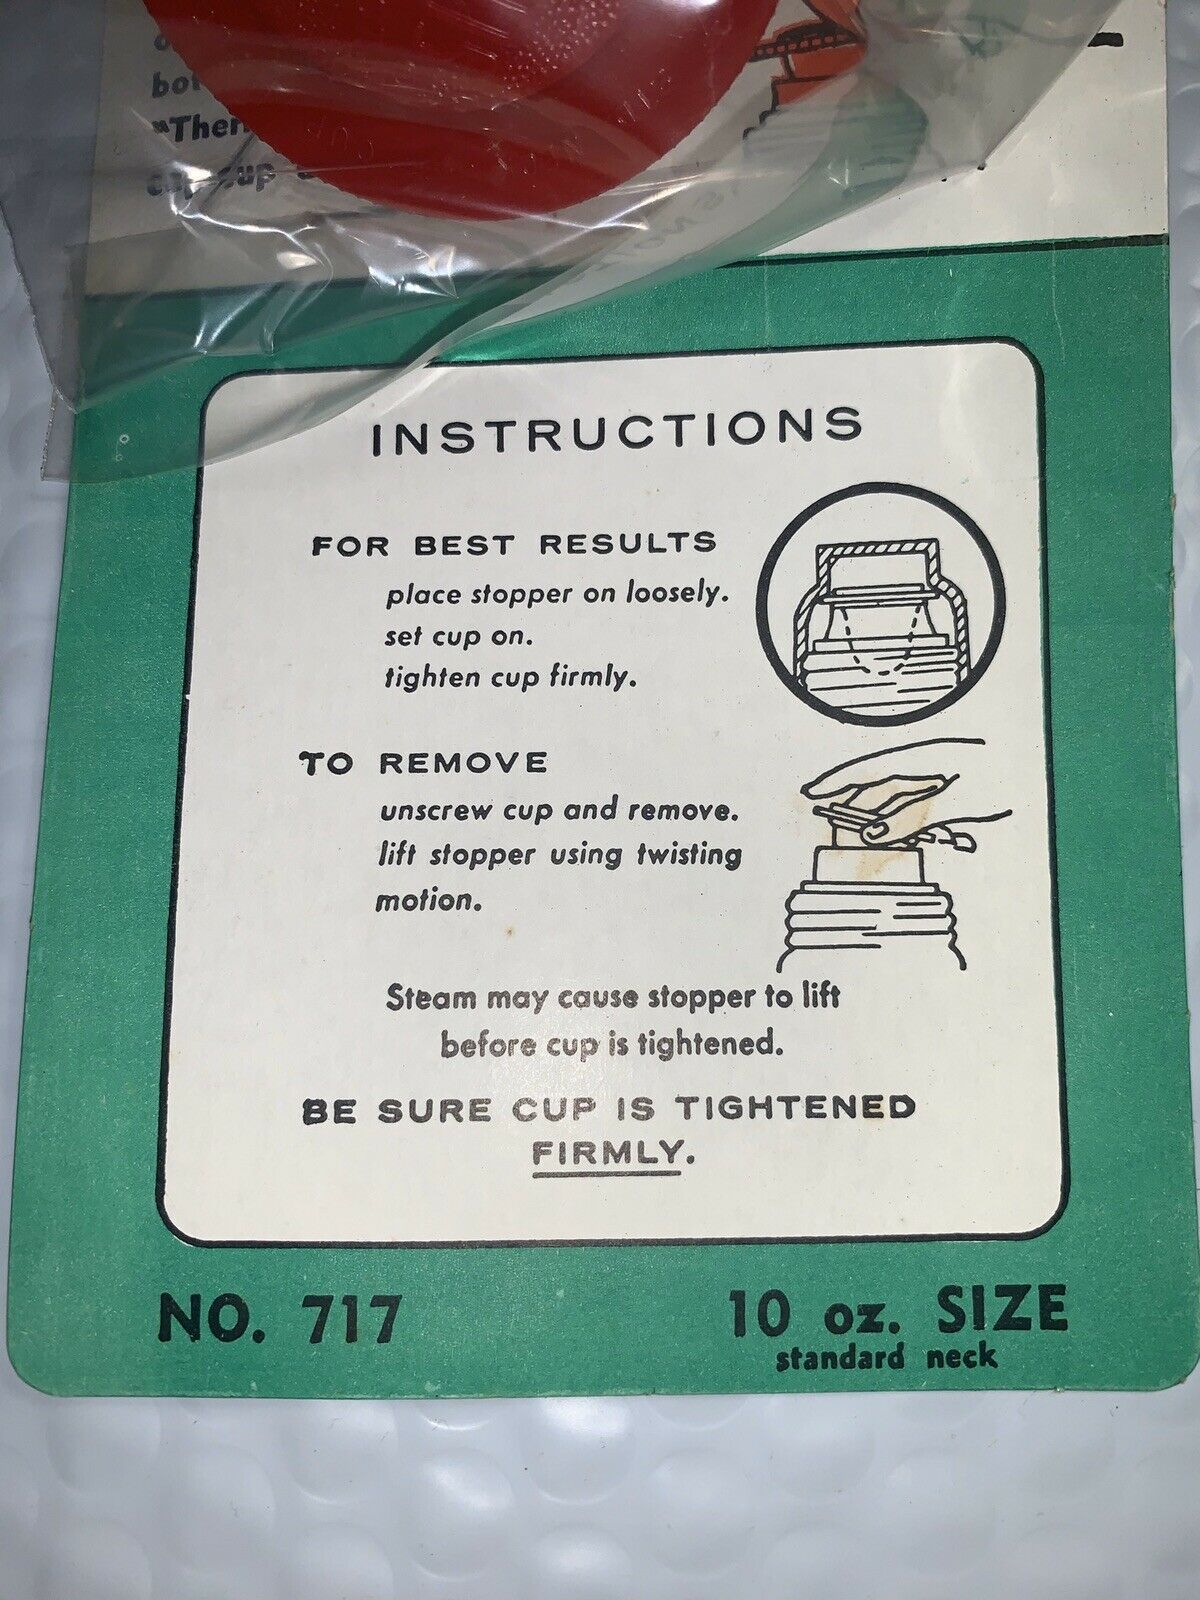 "Then
cup
INSTRUCTIONS
FOR BEST RESULTS
place stopper on loosely.
set cup on.
tighten cup firmly.
TO REMOVE
unscrew cup and remove.
lift stopper using twisting
motion.
Steam may cause stopper to lift
before cup is tightened.
BE SURE CUP IS TIGHTENED
FIRMLY.
NO. 717
10 oz. SIZE
standard neck